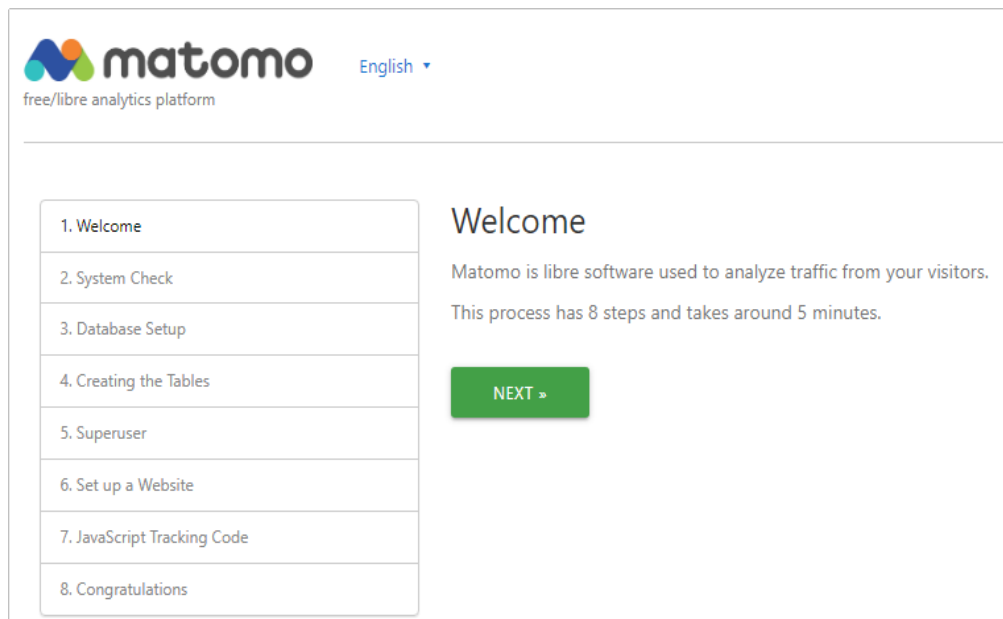 matomo
English
free/libre analytics platform
1. Welcome
2. System Check
3. Database Setup
4. Creating the Tables
5. Superuser
6. Set up a Website
7. JavaScript Tracking Code
8. Congratulations
Welcome
Matomo is libre software used to analyze traffic from your visitors.
This process has 8 steps and takes around 5 minutes.
NEXT »